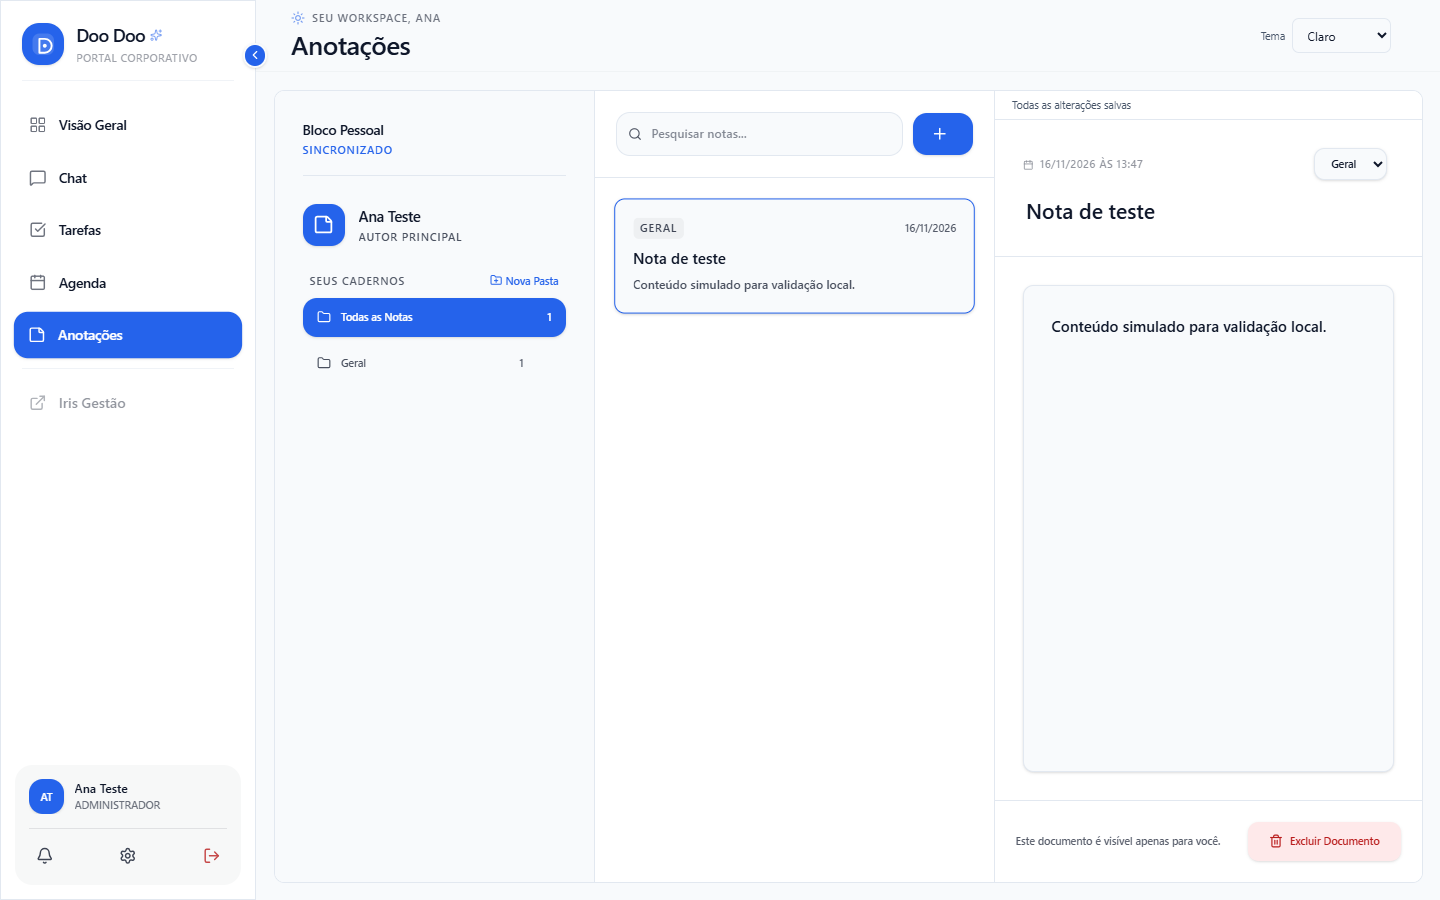 Doo Doo
PORTAL CORPORATIVO
Visão Geral
Chat
Tarefas
Agenda
Anotações
Iris Gestão
Ana Teste
AT
ADMINISTRADOR
SEU WORKSPACE, ANA
Anotações
Tema
Claro
Bloco Pessoal
SINCRONIZADO
Ana Teste
AUTOR PRINCIPAL
SEUS CADERNOS
Nova Pasta
Todas as Notas 1
Geral 1
Pesquisar notas...
GERAL 16/11/2026
Nota de teste
Conteúdo simulado para validação local.
Todas as alterações salvas
16/11/2026 ÀS 13:47
Geral
Nota de teste
Conteúdo simulado para validação local.
Este documento é visível apenas para você.
Excluir Documento